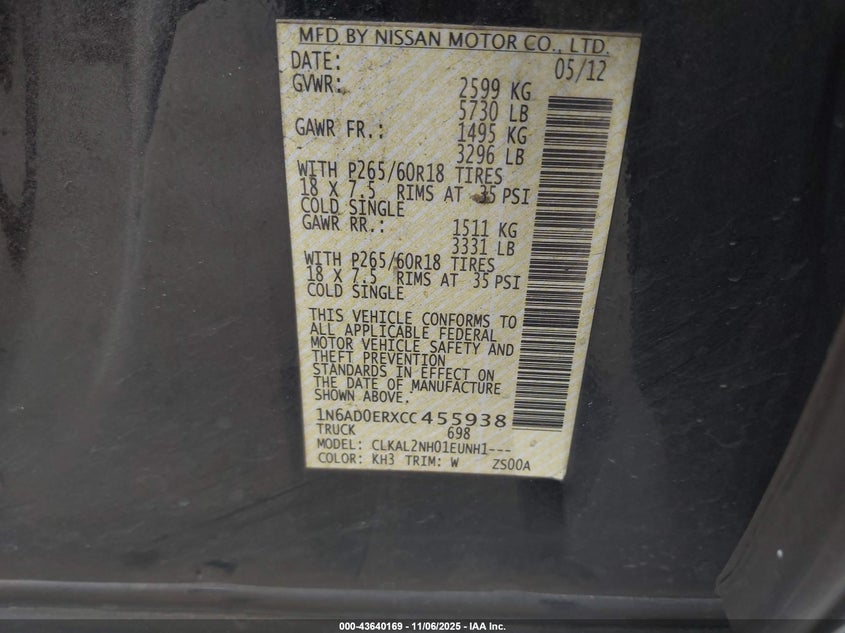 MFD BY NISSAN MOTOR CO., LTD.
DATE: 05/12
GVWR: 2599 KG
5730 LB
GAWR FR.: 1495 KG
3296 LB
WITH P265/60R18 TIRES
18 X 7.5 RIMS AT 35 PSI
COLD SINGLE
GAWR RR.: 1511 KG
3331 LB
WITH P265/60R18 TIRES
18 X 7.5 RIMS AT 35 PSI
COLD SINGLE
THIS VEHICLE CONFORMS TO
ALL APPLICABLE FEDERAL
MOTOR VEHICLE SAFETY AND
THEFT PREVENTION
STANDARDS IN EFFECT ON
THE DATE OF MANUFACTURE
SHOWN ABOVE.
1N6AD0ERXCC455938
TRUCK 698
MODEL: CLKAL2NH01EUNH1---
COLOR: KH3 TRIM: W ZS00A
000-43640169 - 11/06/2025 - IAA Inc.